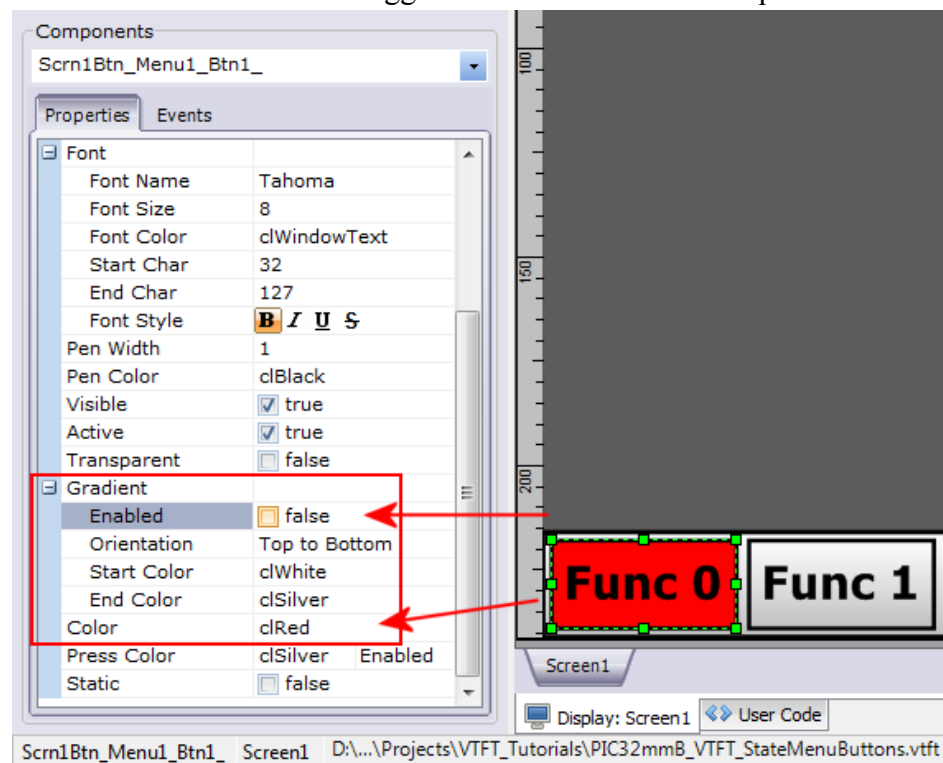 Components
Scrn1Btn_Menu1_Btn1_
Properties Events
Font
Font Name Tahoma
Font Size 8
Font Color clWindowText
Start Char 32
End Char 127
Font Style B I U S
Pen Width 1
Pen Color clBlack
Visible true
Active true
Transparent false
Gradient
Enabled false
Orientation Top to Bottom
Start Color clWhite
End Color clSilver
Color clRed
Press Color clSilver Enabled
Static false
100
150
200
Func 0 Func 1
Screen1
Display: Screen1 User Code
Scrn1Btn_Menu1_Btn1_ Screen1 D:\...\Projects\VTFT_Tutorials\PIC32mmB_VTFT_StateMenuButtons.vtft